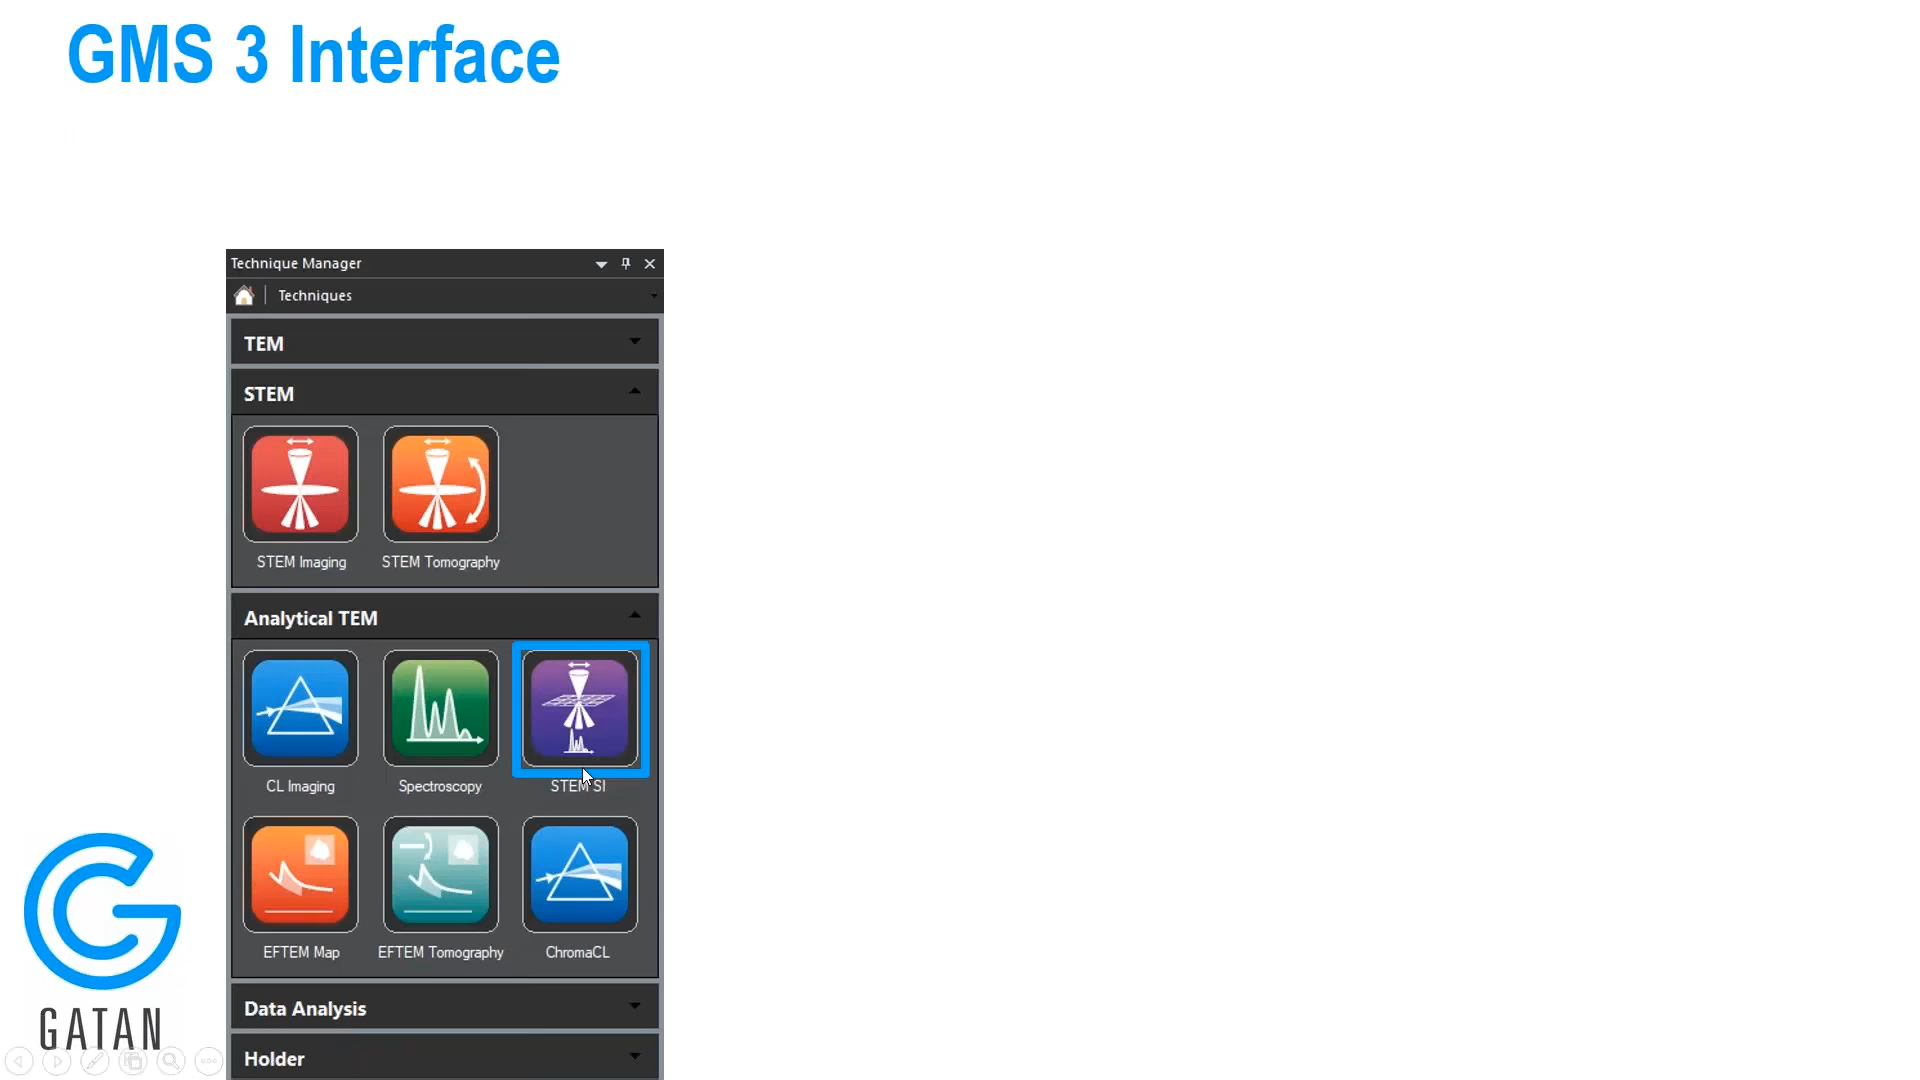 GMS 3 Interface
Technique Manager
Techniques
TEM
STEM
STEM Imaging
STEM Tomography
Analytical TEM
CL Imaging
Spectroscopy
STEM SI
EFTEM Map
EFTEM Tomography
ChromaCL
Data Analysis
Holder
GATAN